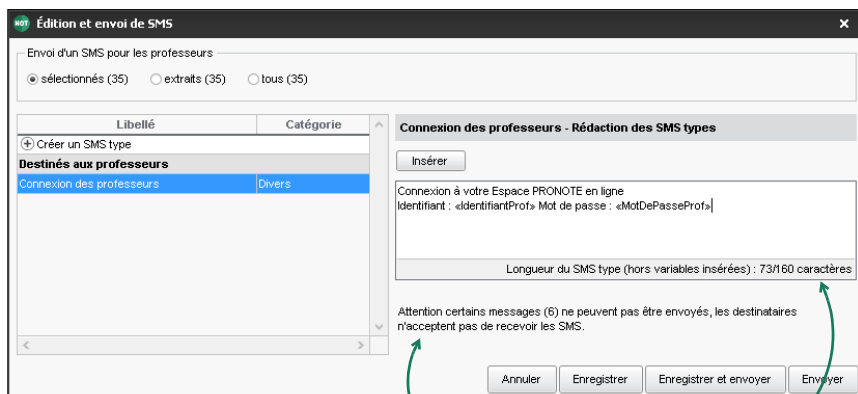 NOT Édition et envoi de SMS
Envoi d'un SMS pour les professeurs
sélectionnés (35) extraits (35) tous (35)
Libellé Catégorie
Créer un SMS type
Destinés aux professeurs
Connexion des professeurs Divers
Connexion des professeurs - Rédaction des SMS types
Insérer
Connexion à votre Espace PRONOTE en ligne
Identifiant : «IdentifiantProf» Mot de passe : «MotDePasseProf»
Longueur du SMS type (hors variables insérées) : 73/160 caractères
Attention certains messages (6) ne peuvent pas être envoyés, les destinataires
n'acceptent pas de recevoir les SMS.
Annuler Enregistrer Enregistrer et envoyer Envoyer